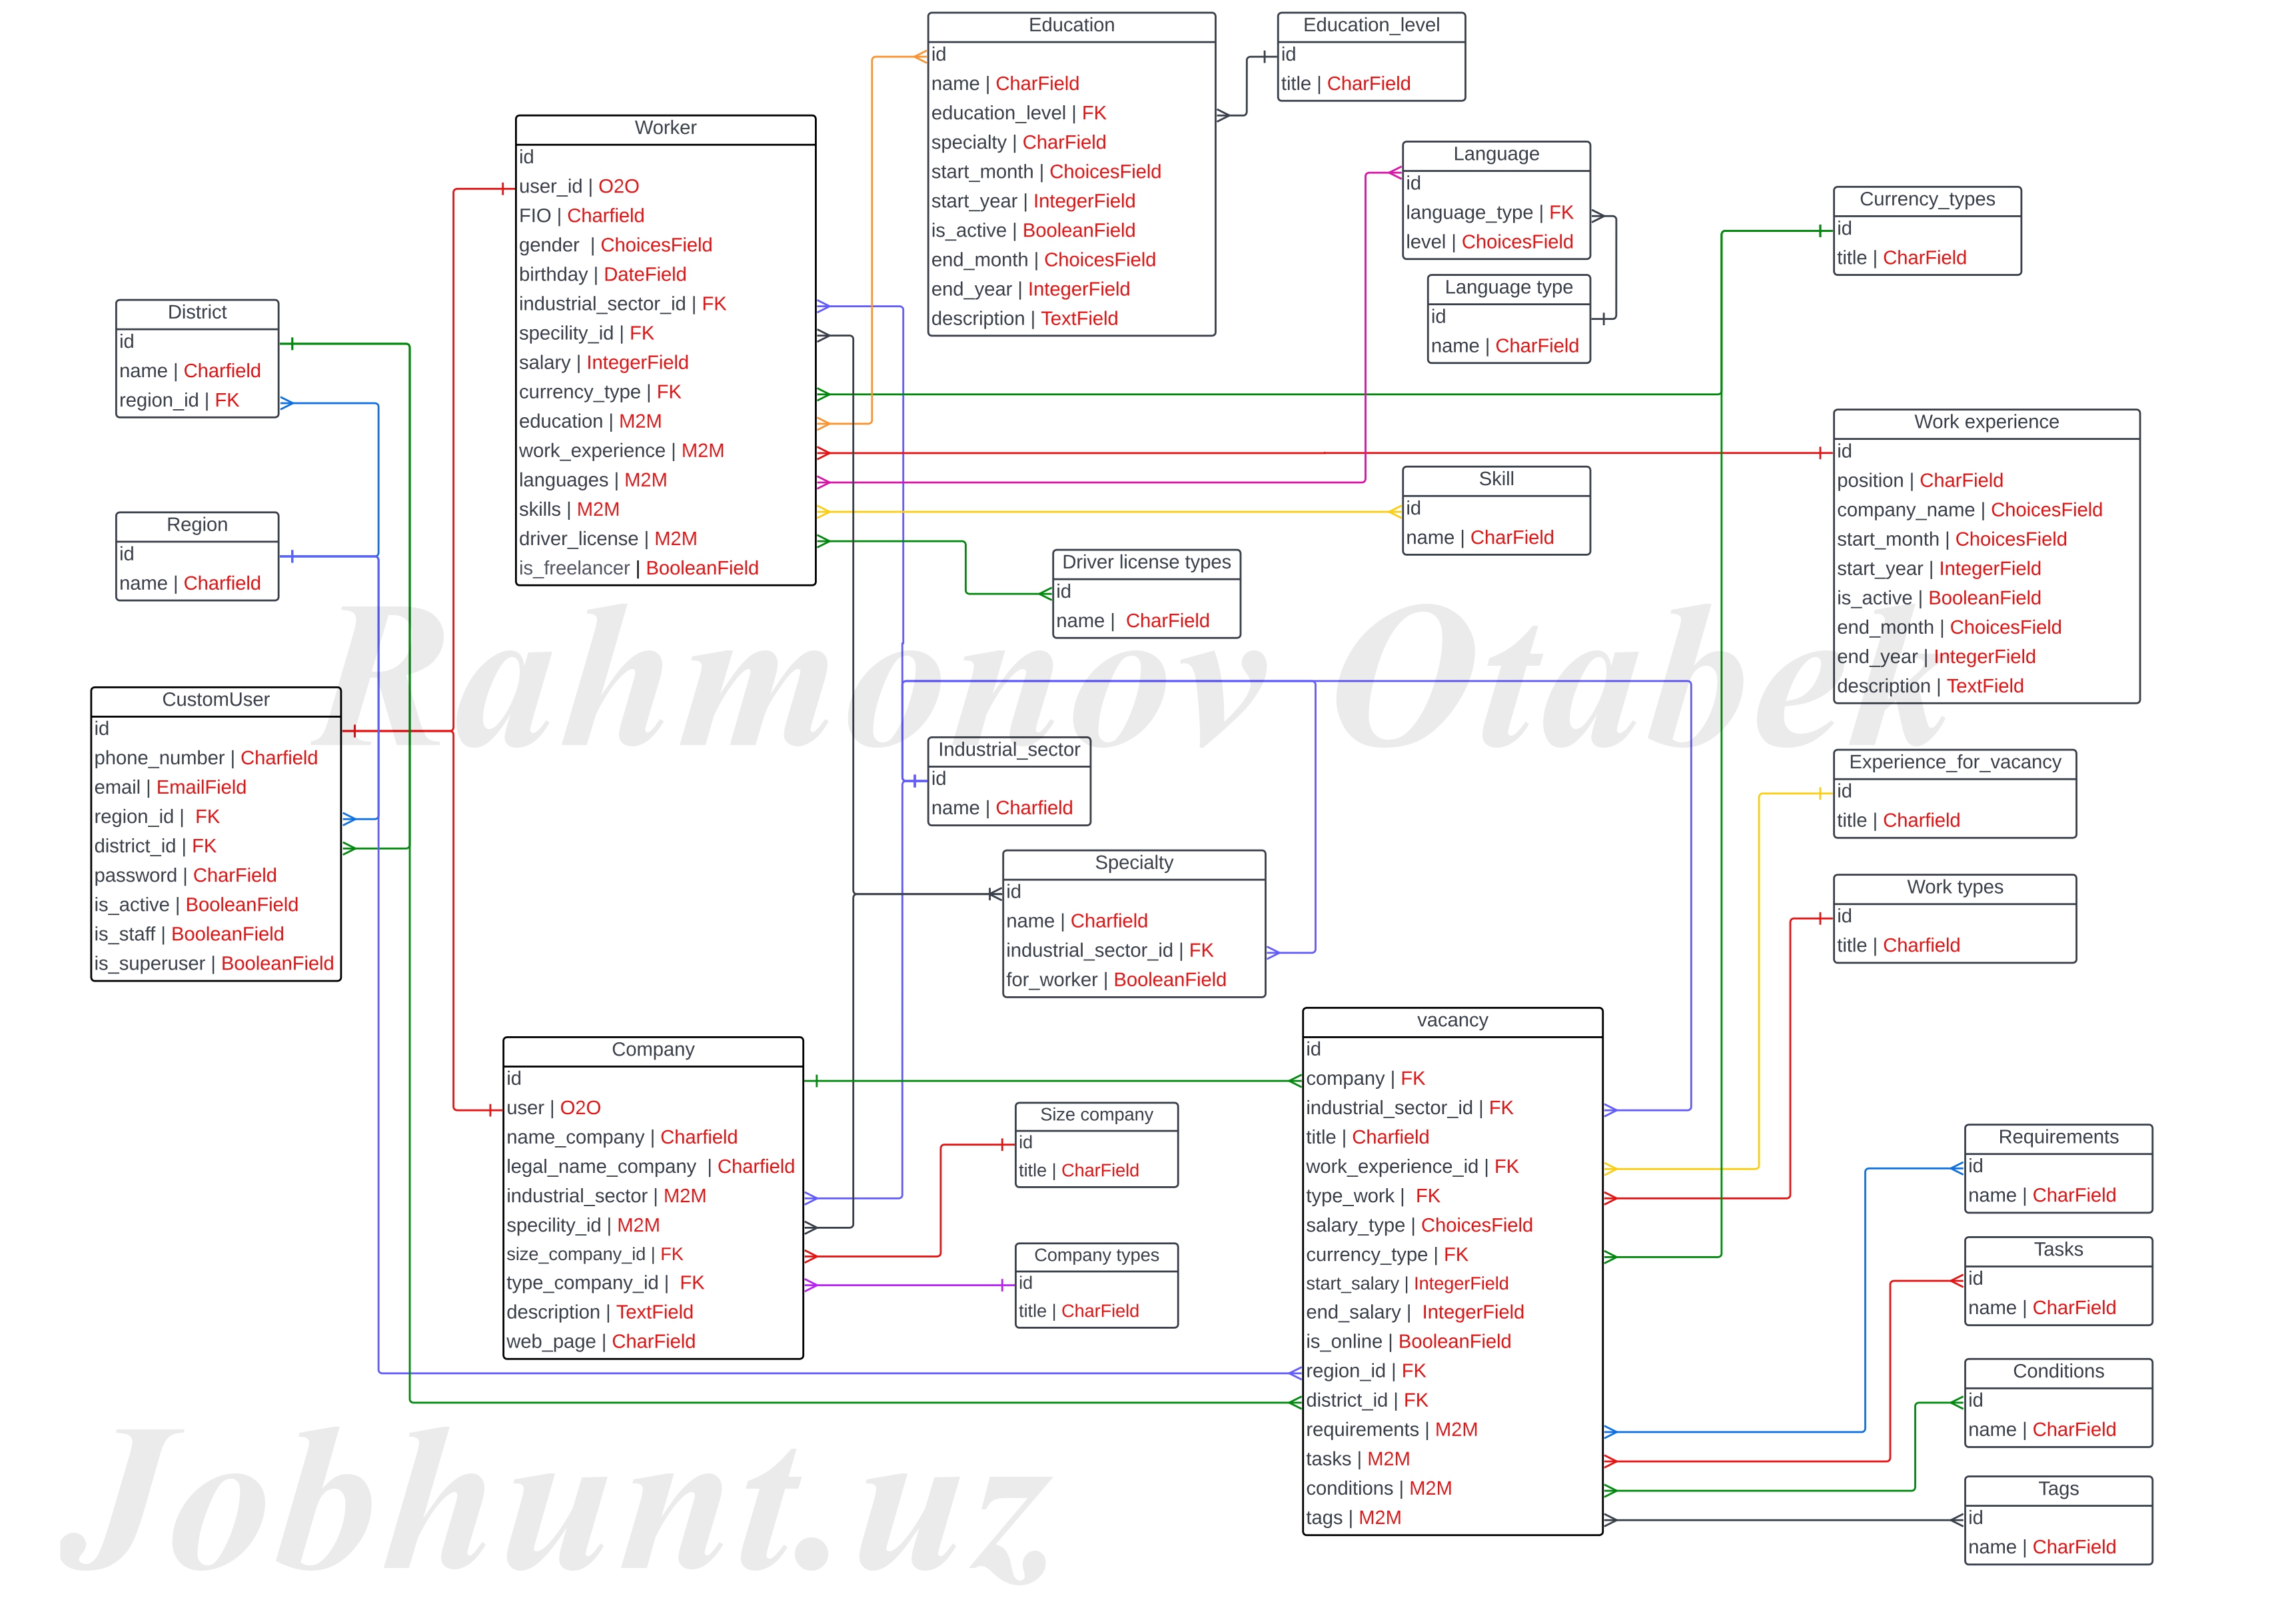 Education
id
name | CharField
education_level | FK
specialty | CharField
start_month | ChoicesField
start_year | IntegerField
is_active | BooleanField
end_month | ChoicesField
end_year | IntegerField
description | TextField
Education_level
id
title | CharField
Worker
id
user_id | O2O
FIO | Charfield
gender | ChoicesField
birthday | DateField
industrial_sector_id | FK
specility_id | FK
salary | IntegerField
currency_type | FK
education | M2M
work_experience | M2M
languages | M2M
skills | M2M
driver_license | M2M
is_freelancer | BooleanField
Language
id
language_type | FK
level | ChoicesField
Language type
id
name | CharField
Currency_types
id
title | CharField
District
id
name | Charfield
region_id | FK
Work experience
id
position | CharField
company_name | ChoicesField
start_month | ChoicesField
start_year | IntegerField
is_active | BooleanField
end_month | ChoicesField
end_year | IntegerField
description | TextField
Skill
id
name | CharField
Region
id
name | Charfield
Driver license types
id
name | CharField
Rahmonov Otabek
CustomUser
id
phone_number | Charfield
email | EmailField
region_id | FK
district_id | FK
password | CharField
is_active | BooleanField
is_staff | BooleanField
is_superuser | BooleanField
Industrial_sector
id
name | Charfield
Experience_for_vacancy
id
title | Charfield
Specialty
id
name | Charfield
industrial_sector_id | FK
for_worker | BooleanField
Work types
id
title | Charfield
Company
id
user | O2O
name_company | Charfield
legal_name_company | Charfield
industrial_sector | M2M
specility_id | M2M
size_company_id | FK
type_company_id | FK
description | TextField
web_page | CharField
Size company
id
title | CharField
Company types
id
title | CharField
vacancy
id
company | FK
industrial_sector_id | FK
title | Charfield
work_experience_id | FK
type_work | FK
salary_type | ChoicesField
currency_type | FK
start_salary | IntegerField
end_salary | IntegerField
is_online | BooleanField
region_id | FK
district_id | FK
requirements | M2M
tasks | M2M
conditions | M2M
tags | M2M
Requirements
id
name | CharField
Tasks
id
name | CharField
Conditions
id
name | CharField
Tags
id
name | CharField
Jobhunt.uz